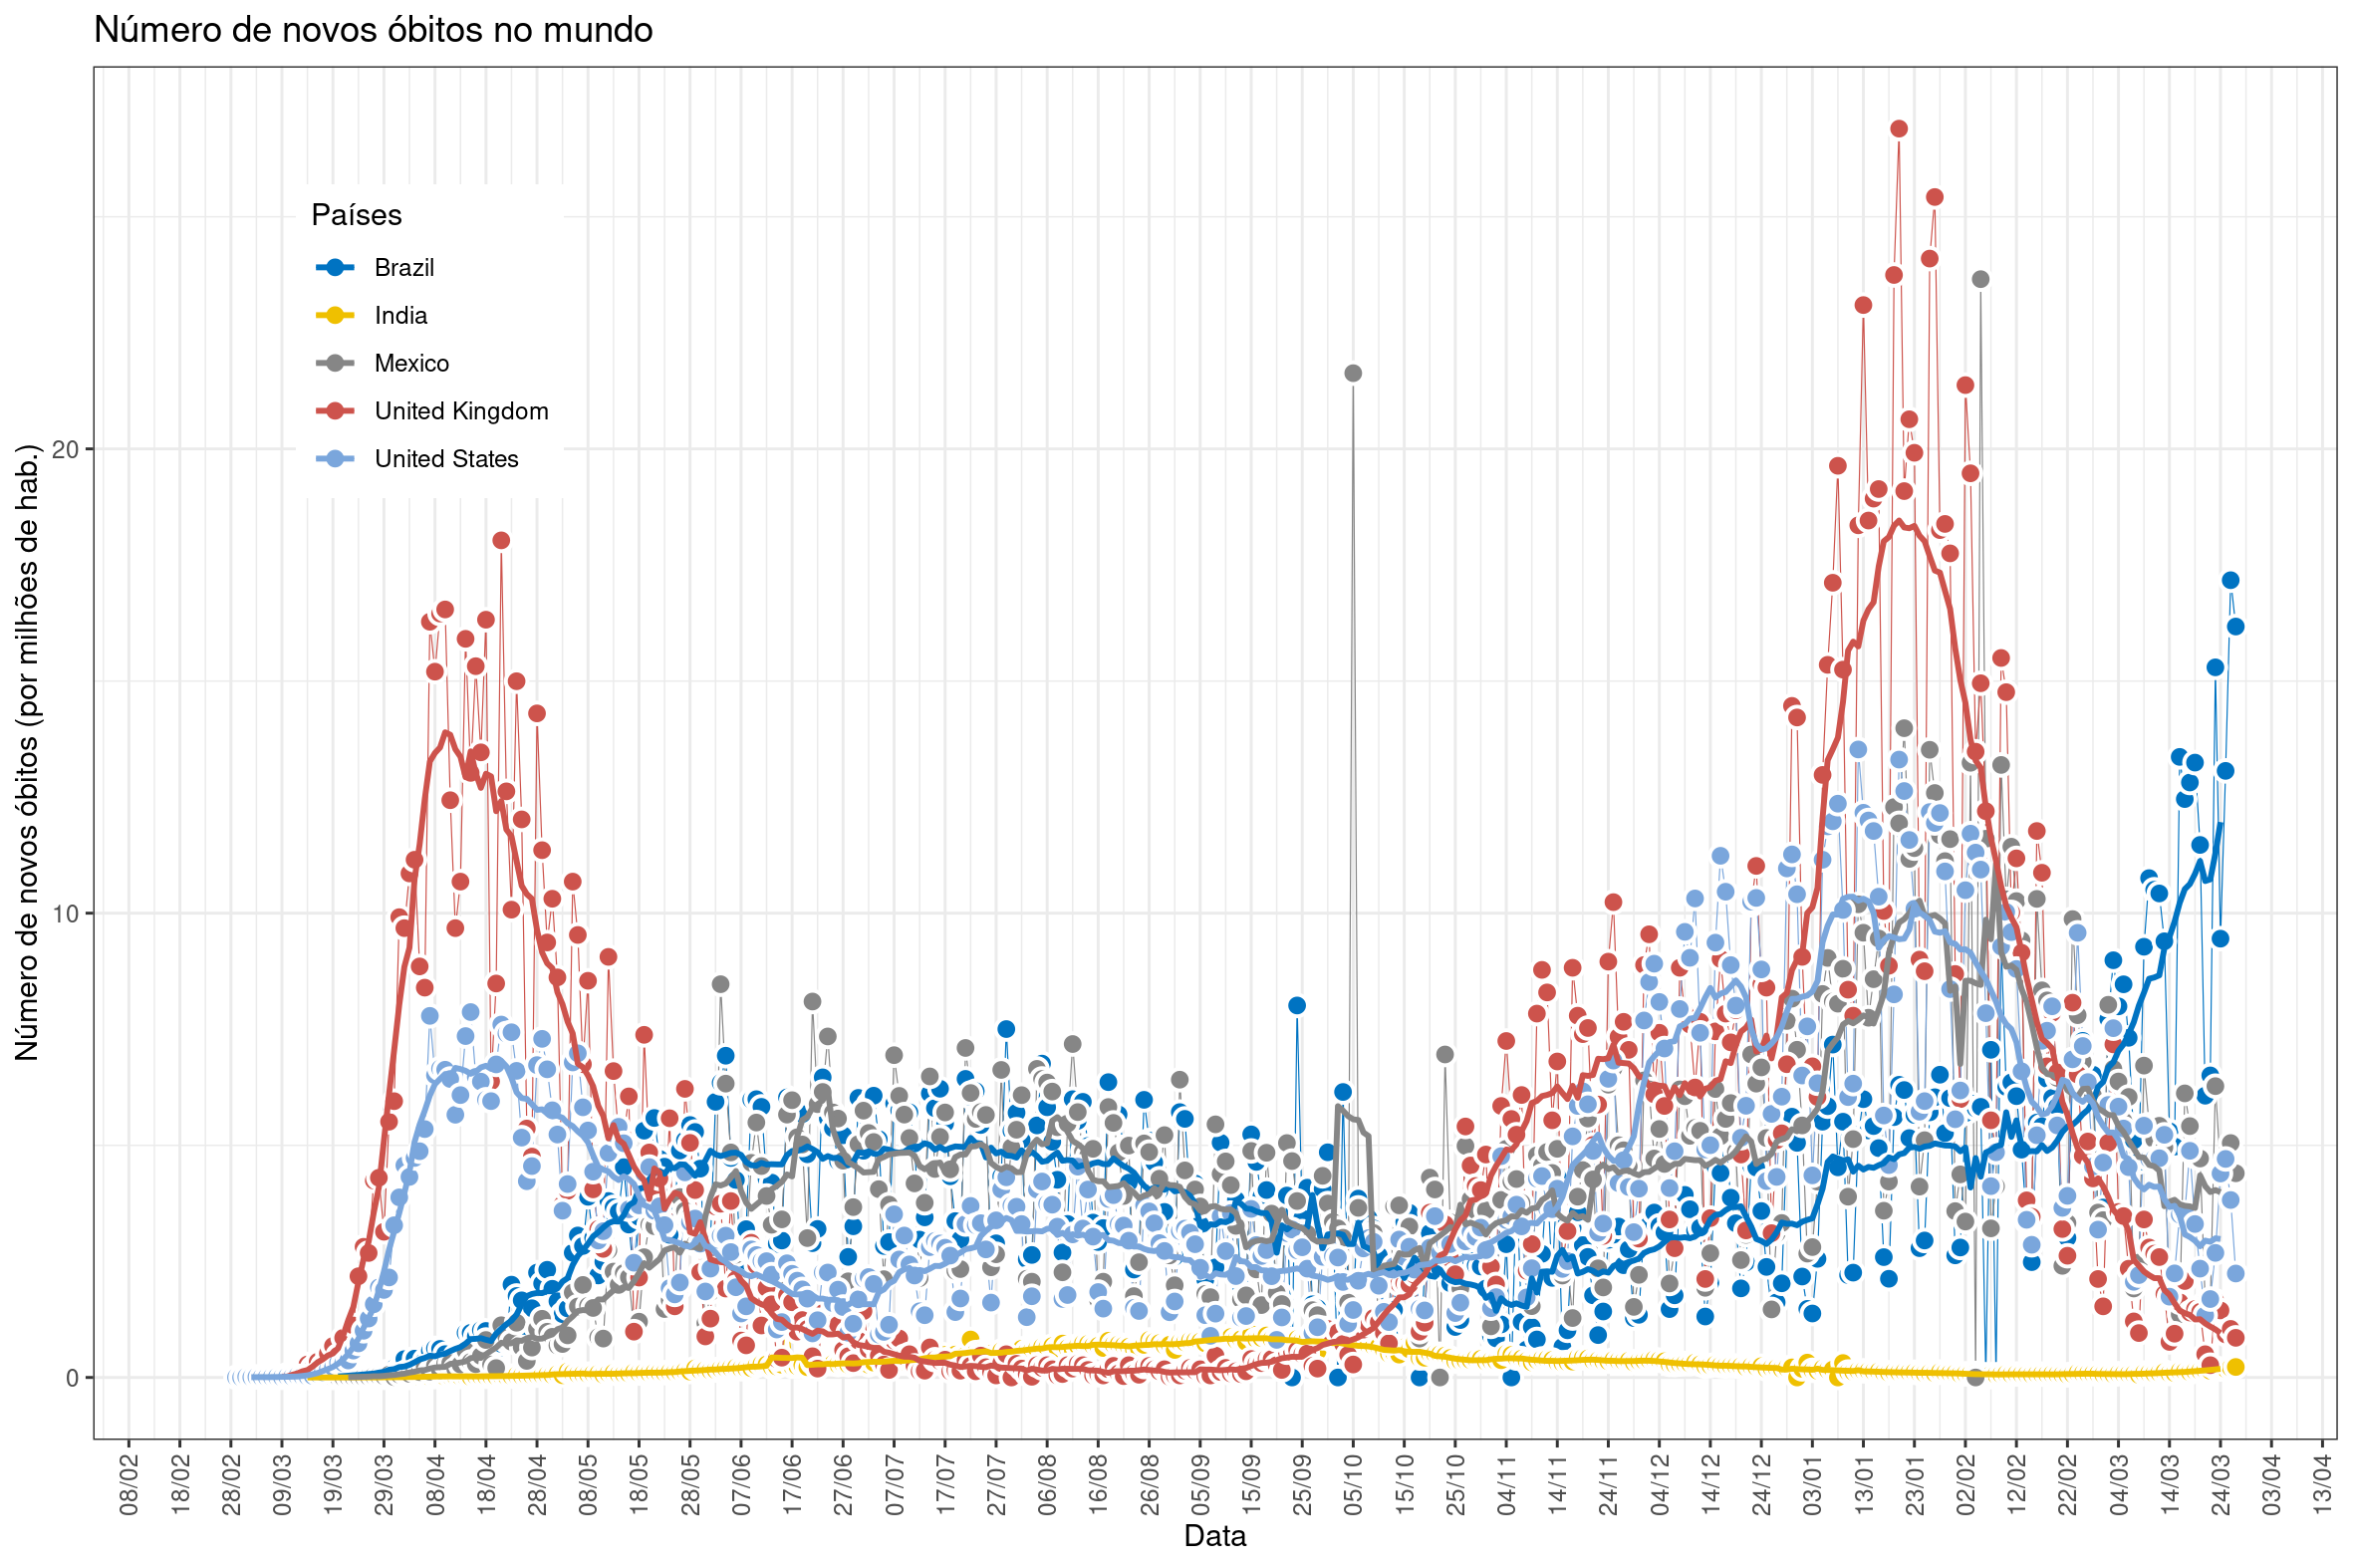 Número de novos óbitos no mundo
Países
Brazil
India
Mexico
United Kingdom
United States
Número de novos óbitos (por milhões de hab.)
20
10
0
08/02 18/02 28/02 09/03 19/03 29/03 08/04 18/04 28/04 08/05 18/05 28/05 07/06 17/06 27/06 07/07 17/07 27/07 06/08 16/08 26/08 05/09 15/09 25/09 05/10 15/10 25/10 04/11 14/11 24/11 04/12 14/12 24/12 03/01 13/01 23/01 02/02 12/02 22/02 04/03 14/03 24/03 03/04 13/04
Data